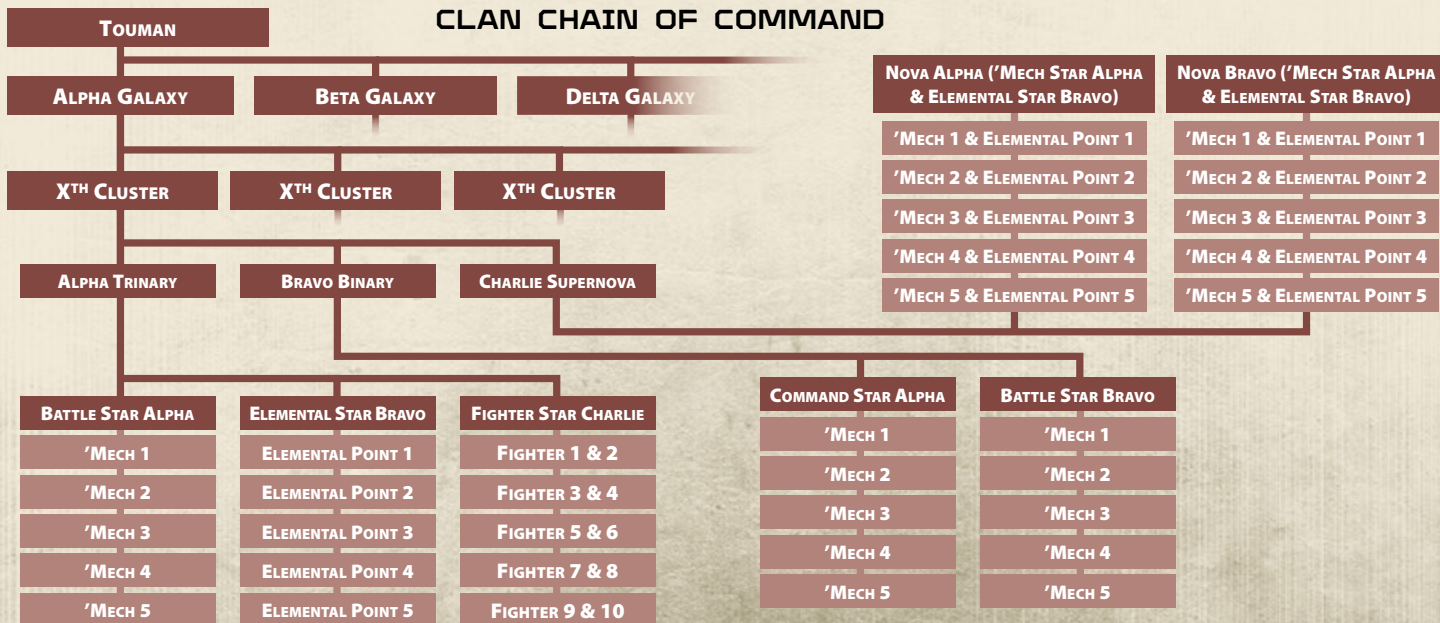 CLAN CHAIN OF COMMAND
TOUMAN
ALPHA GALAXY
BETA GALAXY
DELTA GALAXY
XTH CLUSTER
XTH CLUSTER
XTH CLUSTER
ALPHA TRINARY
BRAVO BINARY
CHARLIE SUPERNOVA
NOVA ALPHA ('MECH STAR ALPHA
& ELEMENTAL STAR BRAVO)
'MECH 1 & ELEMENTAL POINT 1
'MECH 2 & ELEMENTAL POINT 2
'MECH 3 & ELEMENTAL POINT 3
'MECH 4 & ELEMENTAL POINT 4
'MECH 5 & ELEMENTAL POINT 5
NOVA BRAVO ('MECH STAR ALPHA
& ELEMENTAL STAR BRAVO)
'MECH 1 & ELEMENTAL POINT 1
'MECH 2 & ELEMENTAL POINT 2
'MECH 3 & ELEMENTAL POINT 3
'MECH 4 & ELEMENTAL POINT 4
'MECH 5 & ELEMENTAL POINT 5
BATTLE STAR ALPHA
'MECH 1
'MECH 2
'MECH 3
'MECH 4
'MECH 5
ELEMENTAL STAR BRAVO
ELEMENTAL POINT 1
ELEMENTAL POINT 2
ELEMENTAL POINT 3
ELEMENTAL POINT 4
ELEMENTAL POINT 5
FIGHTER STAR CHARLIE
FIGHTER 1 & 2
FIGHTER 3 & 4
FIGHTER 5 & 6
FIGHTER 7 & 8
FIGHTER 9 & 10
COMMAND STAR ALPHA
'MECH 1
'MECH 2
'MECH 3
'MECH 4
'MECH 5
BATTLE STAR BRAVO
'MECH 1
'MECH 2
'MECH 3
'MECH 4
'MECH 5